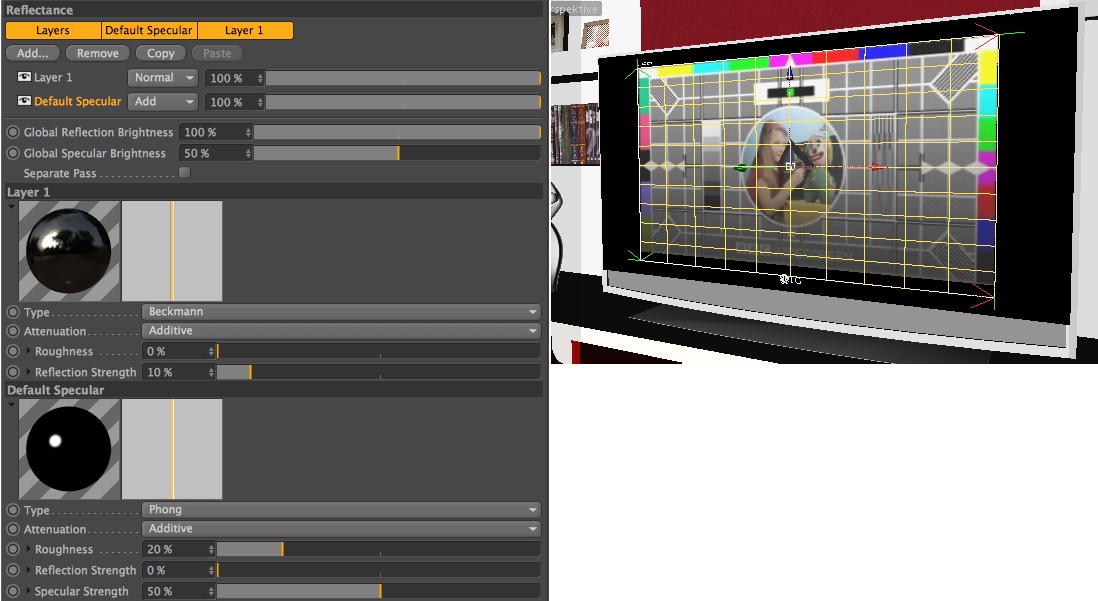 Reflectance
Layers Default Specular Layer 1
Add... Remove Copy Paste
Layer 1 Normal 100 %
Default Specular Add 100 %
Global Reflection Brightness 100 %
Global Specular Brightness 50 %
Separate Pass
Layer 1
Type Beckmann
Attenuation Additive
Roughness 0 %
Reflection Strength 10 %
Default Specular
Type Phong
Attenuation Additive
Roughness 20 %
Reflection Strength 0 %
Specular Strength 50 %
spektive